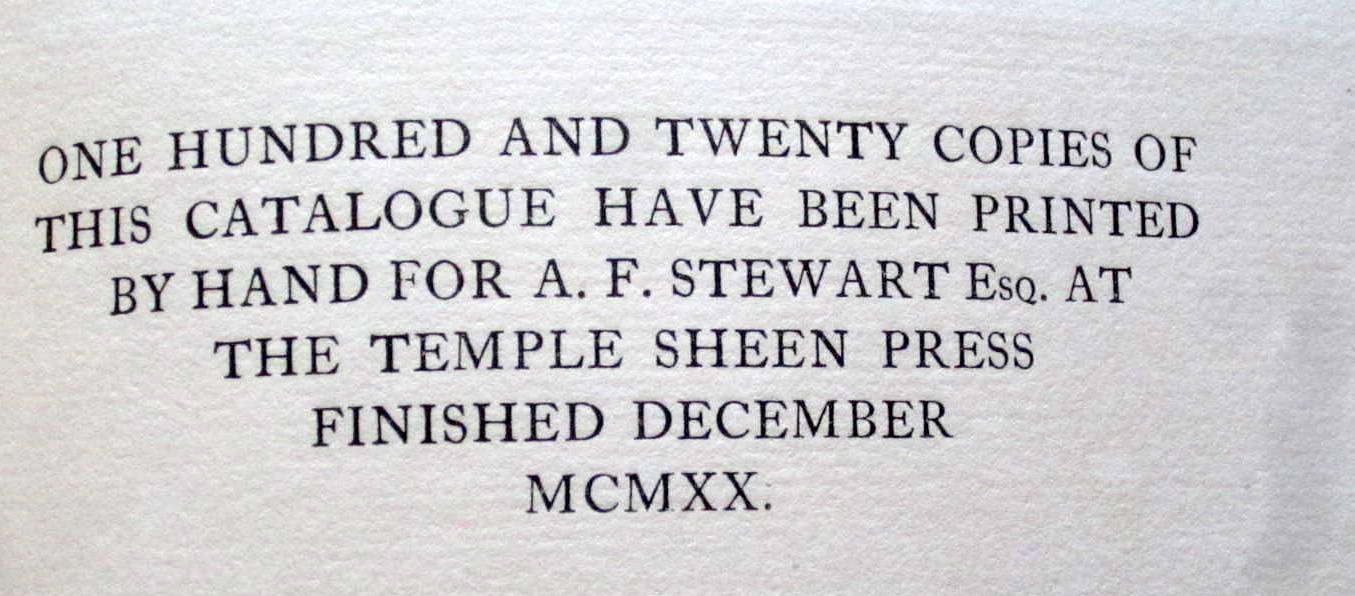 ONE HUNDRED AND TWENTY COPIES OF
THIS CATALOGUE HAVE BEEN PRINTED
BY HAND FOR A. F. STEWART Esq. AT
THE TEMPLE SHEEN PRESS
FINISHED DECEMBER
MCMXX.